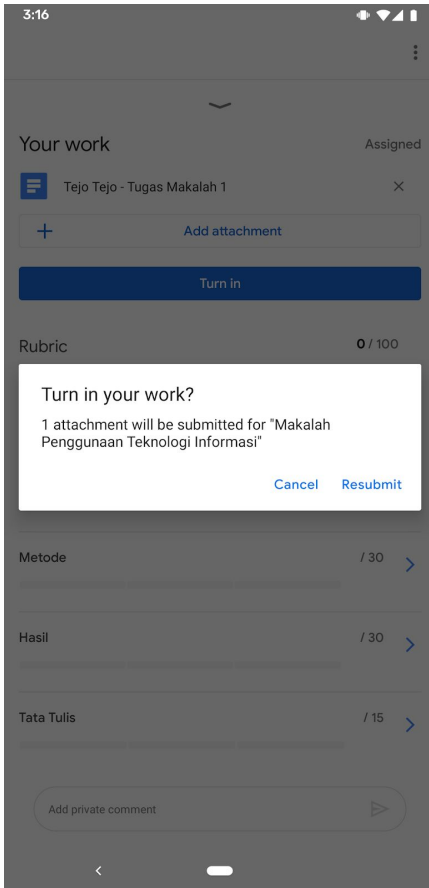 3:16
Your work
Assigned
Tejo Tejo - Tugas Makalah 1
Add attachment
Turn in
Rubric
0 / 100
Turn in your work?
1 attachment will be submitted for "Makalah
Penggunaan Teknologi Informasi"
Cancel
Resubmit
Metode
/ 30
Hasil
/ 30
Tata Tulis
/ 15
Add private comment